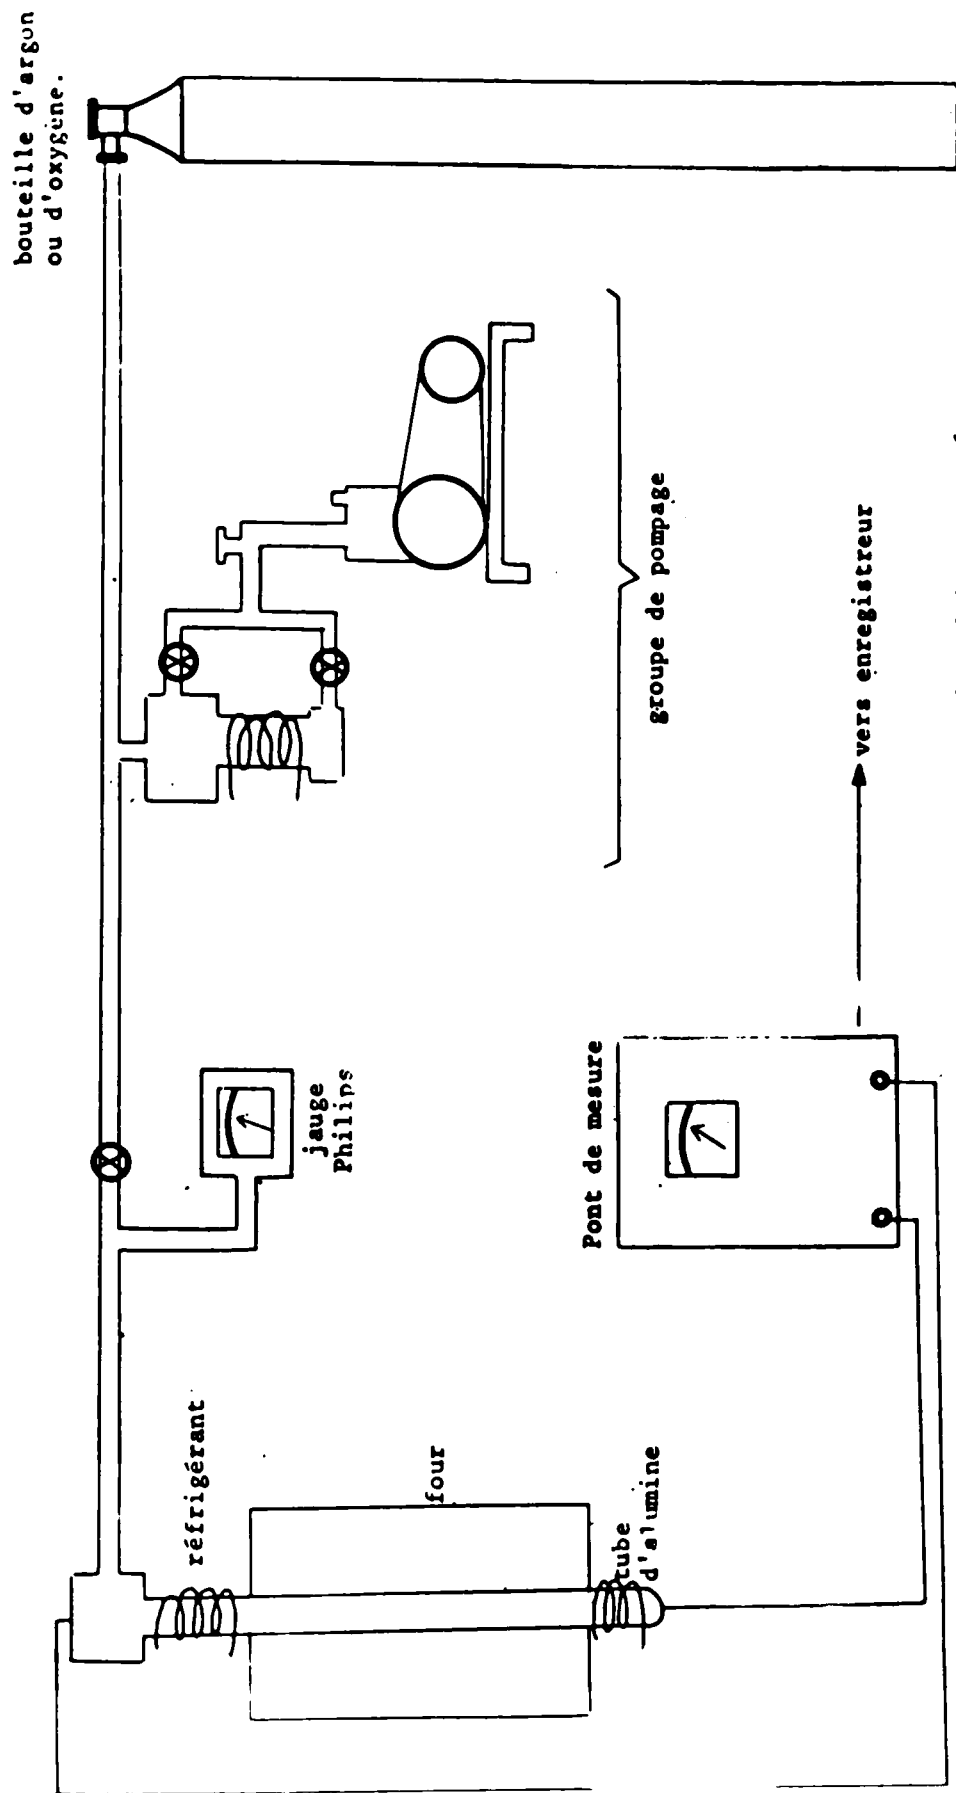 bouteille d'argon
ou d'oxygène.
groupe de pompage
vers enregistreur
jauge
Philips
Pont de mesure
réfrigérant
four
tube
d'alumine